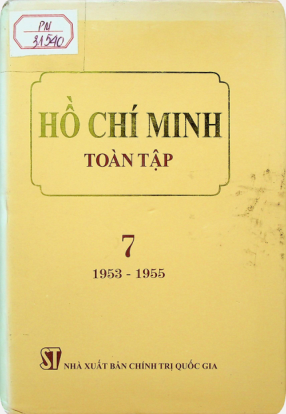 PN
31540
HỒ CHÍ MINH
TOÀN TẬP
7
1953 - 1955
ST NHÀ XUẤT BẢN CHÍNH TRỊ QUỐC GIA